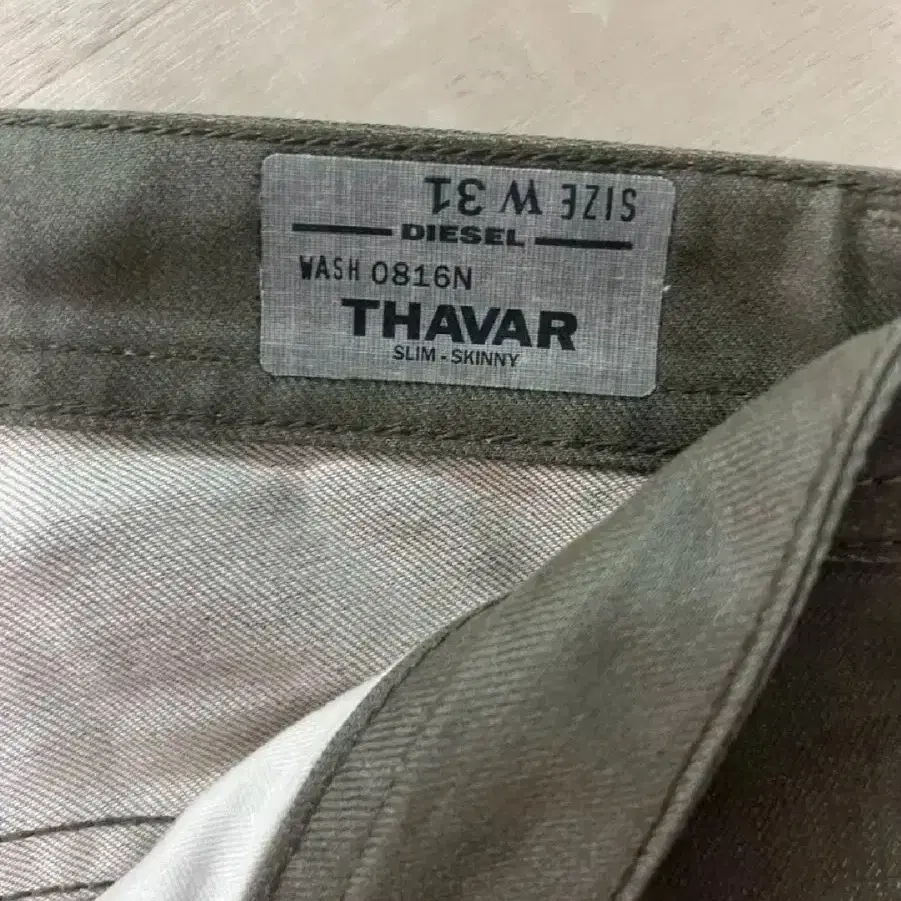 SIZE W 31
DIESEL
WASH 0816N
THAVAR
SLIM - SKINNY